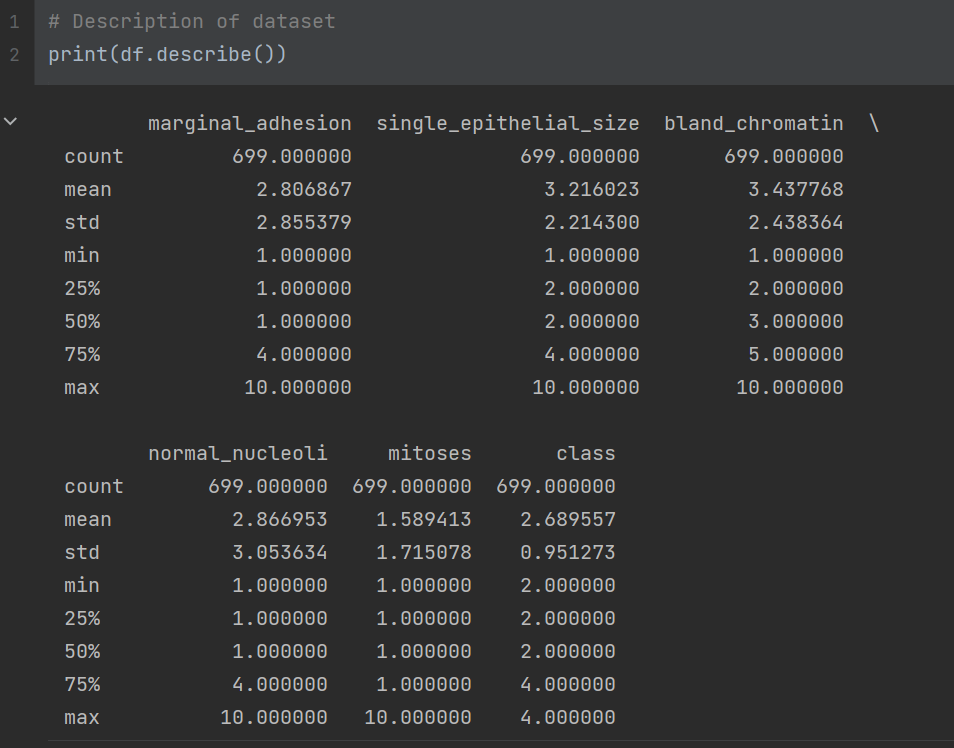 1 # Description of dataset
2 print(df.describe())
marginal_adhesion single_epithelial_size bland_chromatin \
count 699.000000 699.000000 699.000000
mean 2.806867 3.216023 3.437768
std 2.855379 2.214300 2.438364
min 1.000000 1.000000 1.000000
25% 1.000000 2.000000 2.000000
50% 1.000000 2.000000 3.000000
75% 4.000000 4.000000 5.000000
max 10.000000 10.000000 10.000000
normal_nucleoli mitoses class
count 699.000000 699.000000 699.000000
mean 2.866953 1.589413 2.689557
std 3.053634 1.715078 0.951273
min 1.000000 1.000000 2.000000
25% 1.000000 1.000000 2.000000
50% 1.000000 1.000000 2.000000
75% 4.000000 1.000000 4.000000
max 10.000000 10.000000 4.000000